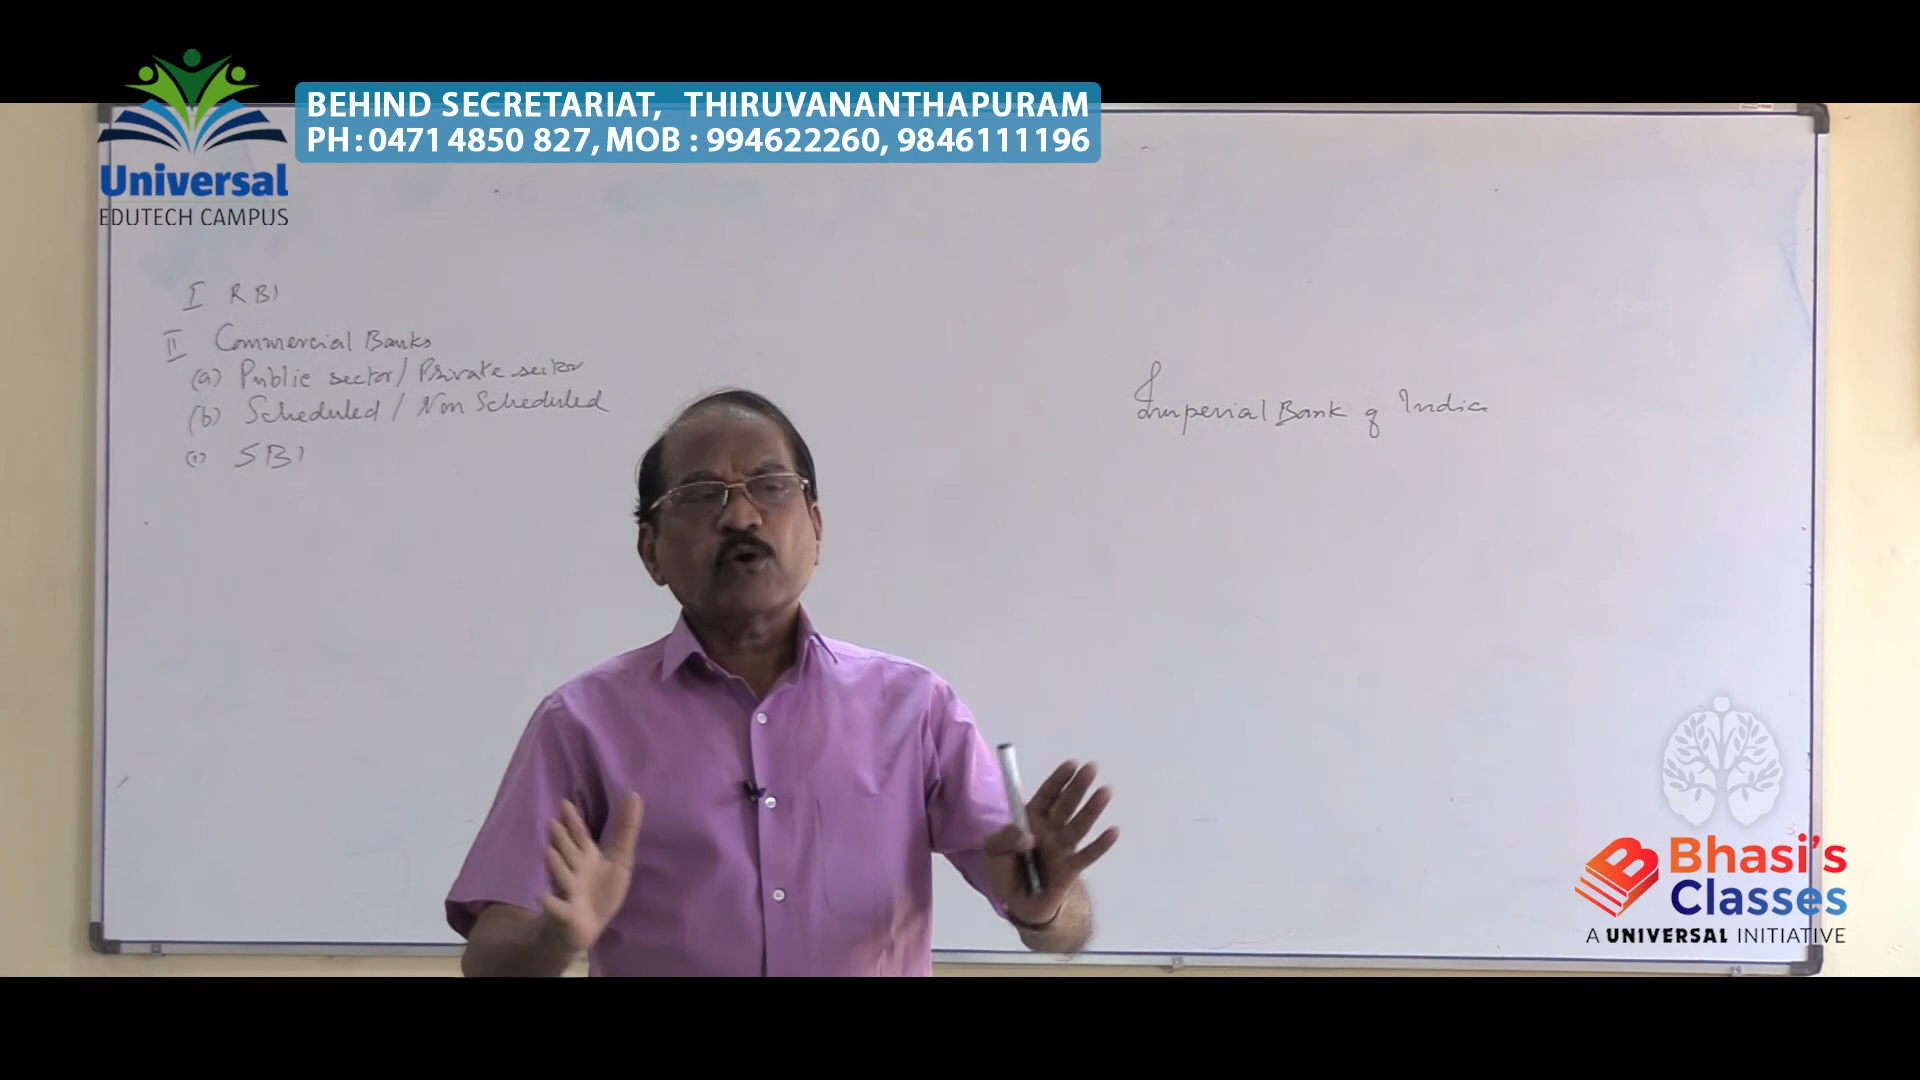 BEHIND SECRETARIAT, THIRUVANANTHAPURAM
PH : 0471 4850 827, MOB : 994622260, 9846111196
Universal
EDUTECH CAMPUS
I RBI
II Commercial Banks
(a) Public sector / Private sector
(b) Scheduled / Non Scheduled
(1) SBI
Imperial Bank of India
Bhasi's
Classes
A UNIVERSAL INITIATIVE